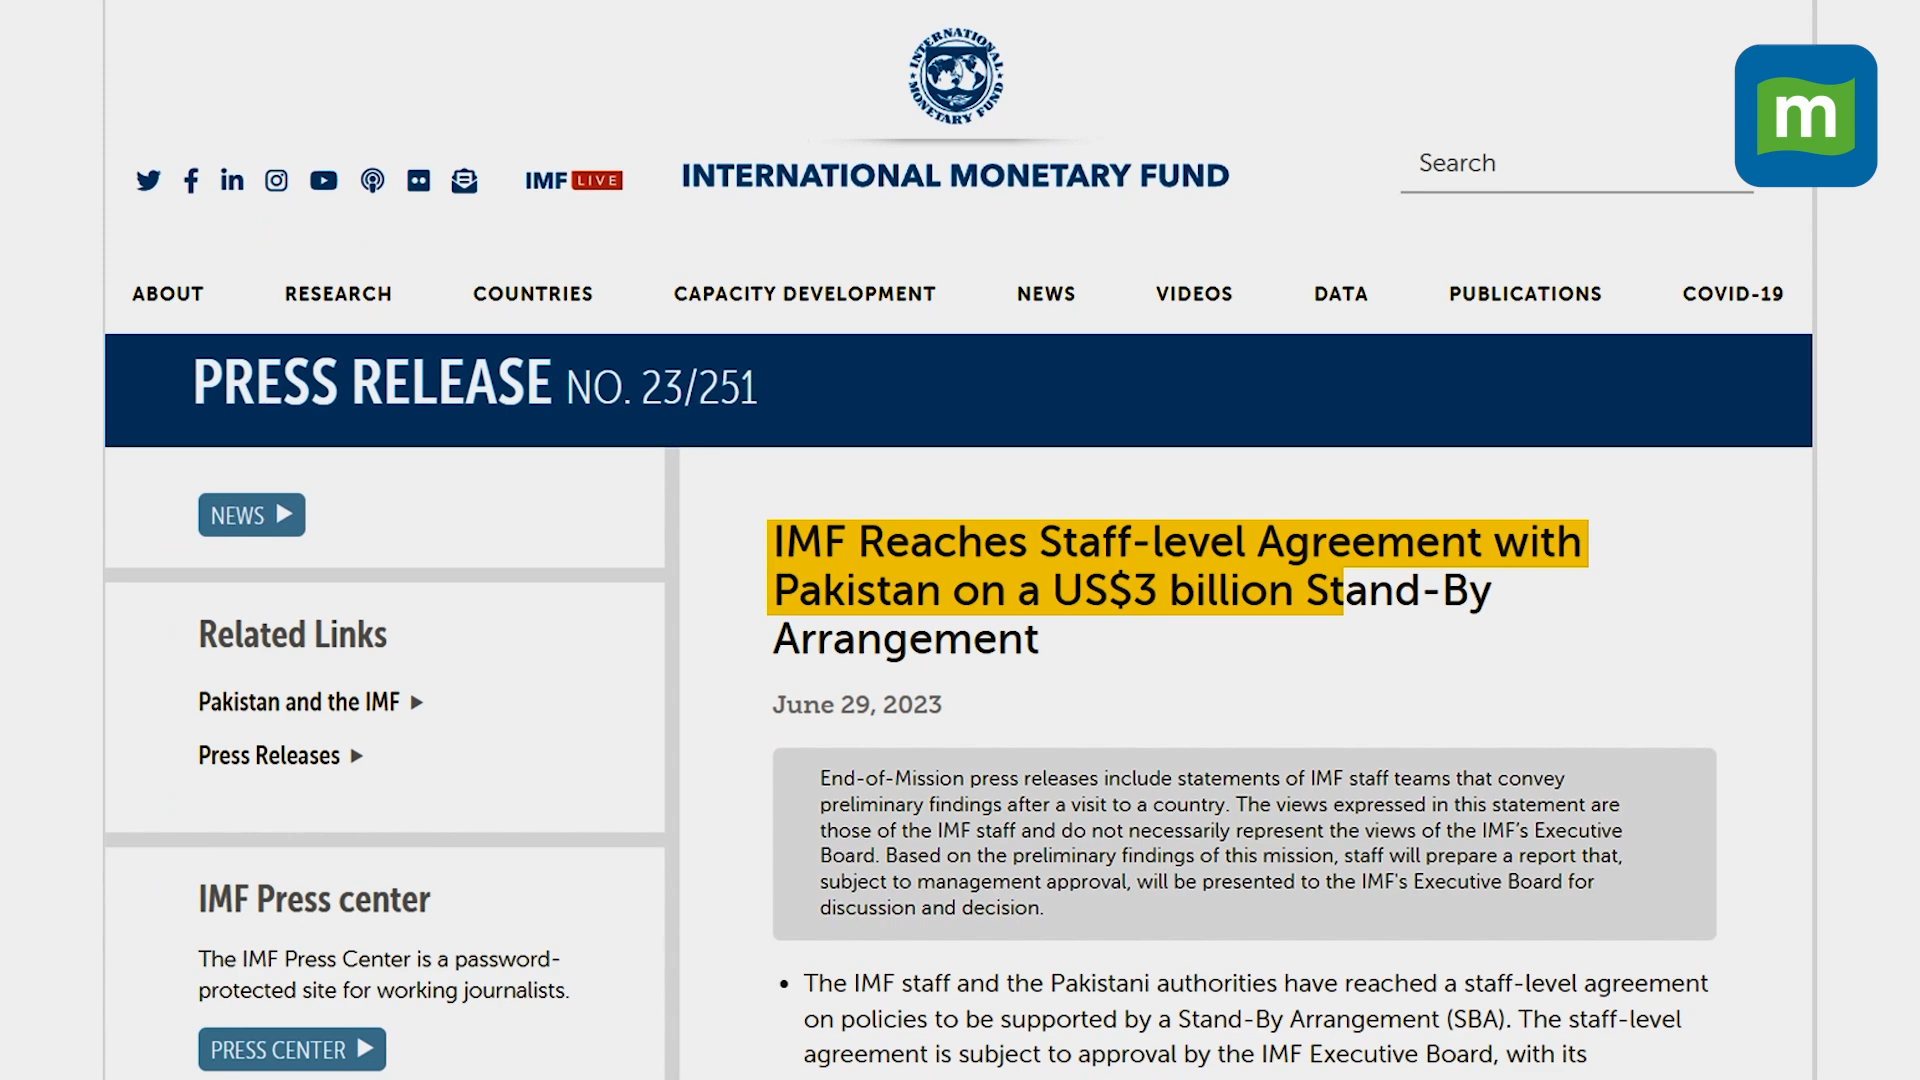 INTERNATIONAL MONETARY FUND
m
IMF LIVE
INTERNATIONAL MONETARY FUND
Search
ABOUT RESEARCH COUNTRIES CAPACITY DEVELOPMENT NEWS VIDEOS DATA PUBLICATIONS COVID-19
PRESS RELEASE NO. 23/251
NEWS
Related Links
Pakistan and the IMF
Press Releases
IMF Press center
The IMF Press Center is a password-
protected site for working journalists.
PRESS CENTER
IMF Reaches Staff-level Agreement with
Pakistan on a US$3 billion Stand-By
Arrangement
June 29, 2023
End-of-Mission press releases include statements of IMF staff teams that convey
preliminary findings after a visit to a country. The views expressed in this statement are
those of the IMF staff and do not necessarily represent the views of the IMF's Executive
Board. Based on the preliminary findings of this mission, staff will prepare a report that,
subject to management approval, will be presented to the IMF's Executive Board for
discussion and decision.
• The IMF staff and the Pakistani authorities have reached a staff-level agreement
on policies to be supported by a Stand-By Arrangement (SBA). The staff-level
agreement is subject to approval by the IMF Executive Board, with its